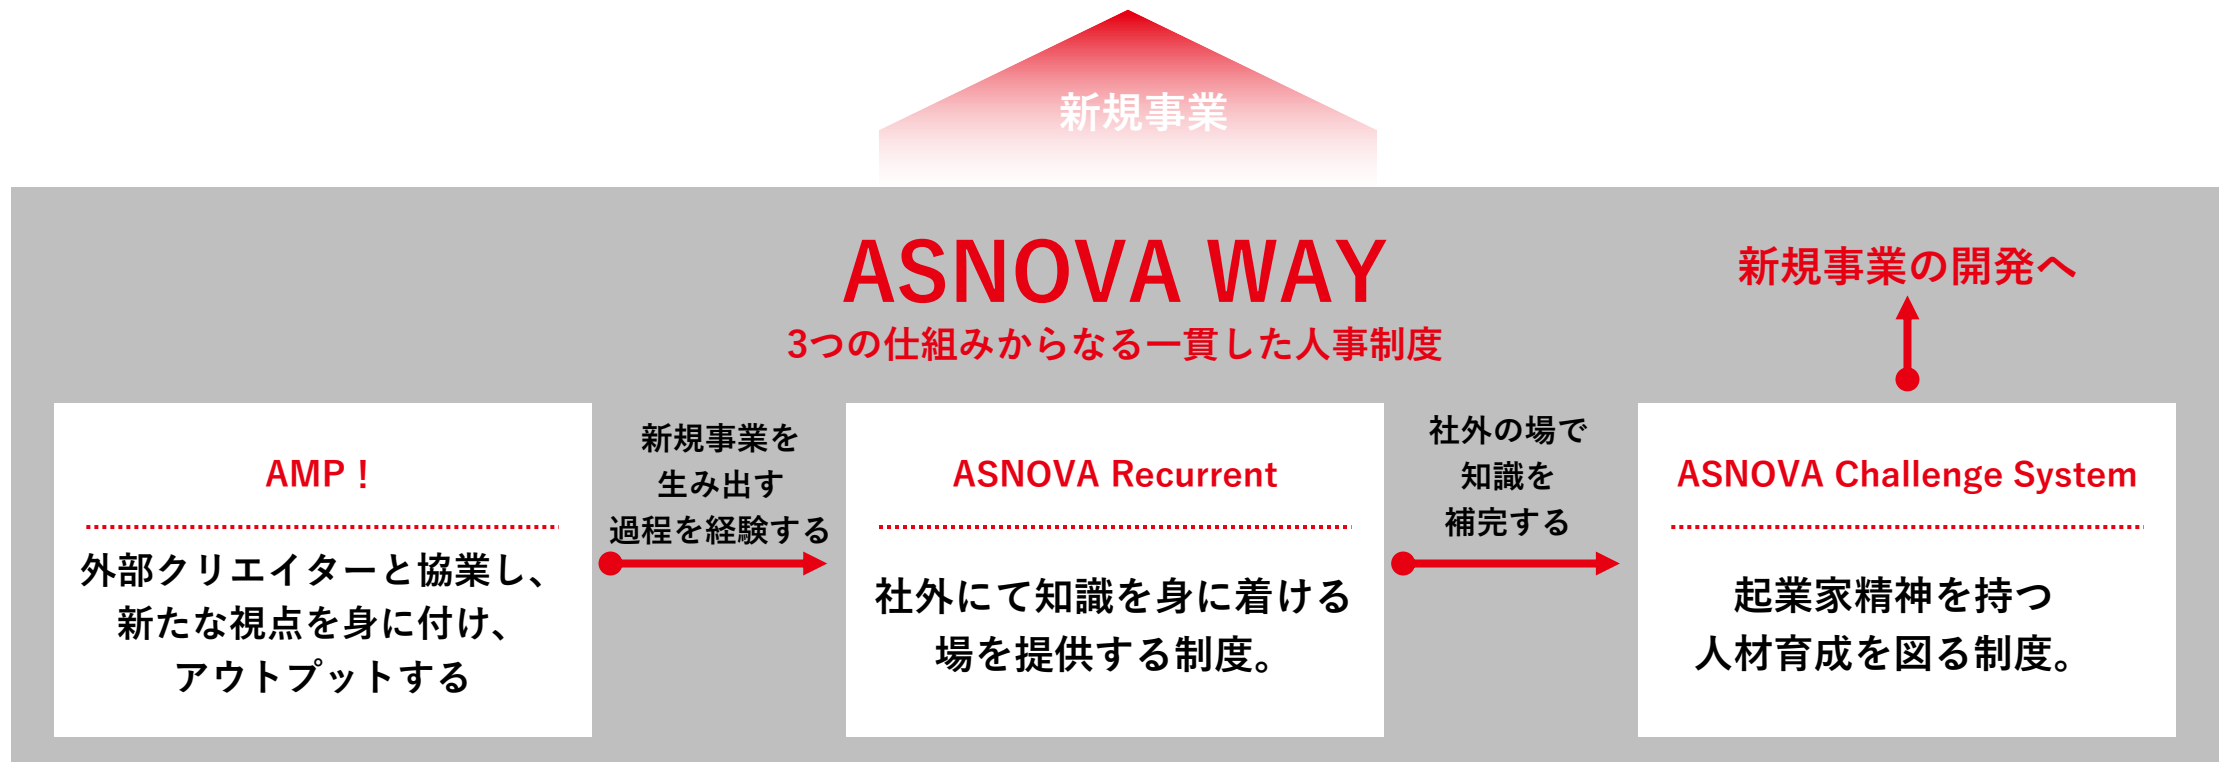 新規事業
ASNOVA WAY
3つの仕組みからなる一貫した人事制度
新規事業の開発へ
AMP！
外部クリエイターと協業し、
新たな視点を身に付け、
アウトプットする
新規事業を
生み出す
過程を経験する
ASNOVA Recurrent
社外にて知識を身に着ける
場を提供する制度。
社外の場で
知識を
補完する
ASNOVA Challenge System
起業家精神を持つ
人材育成を図る制度。